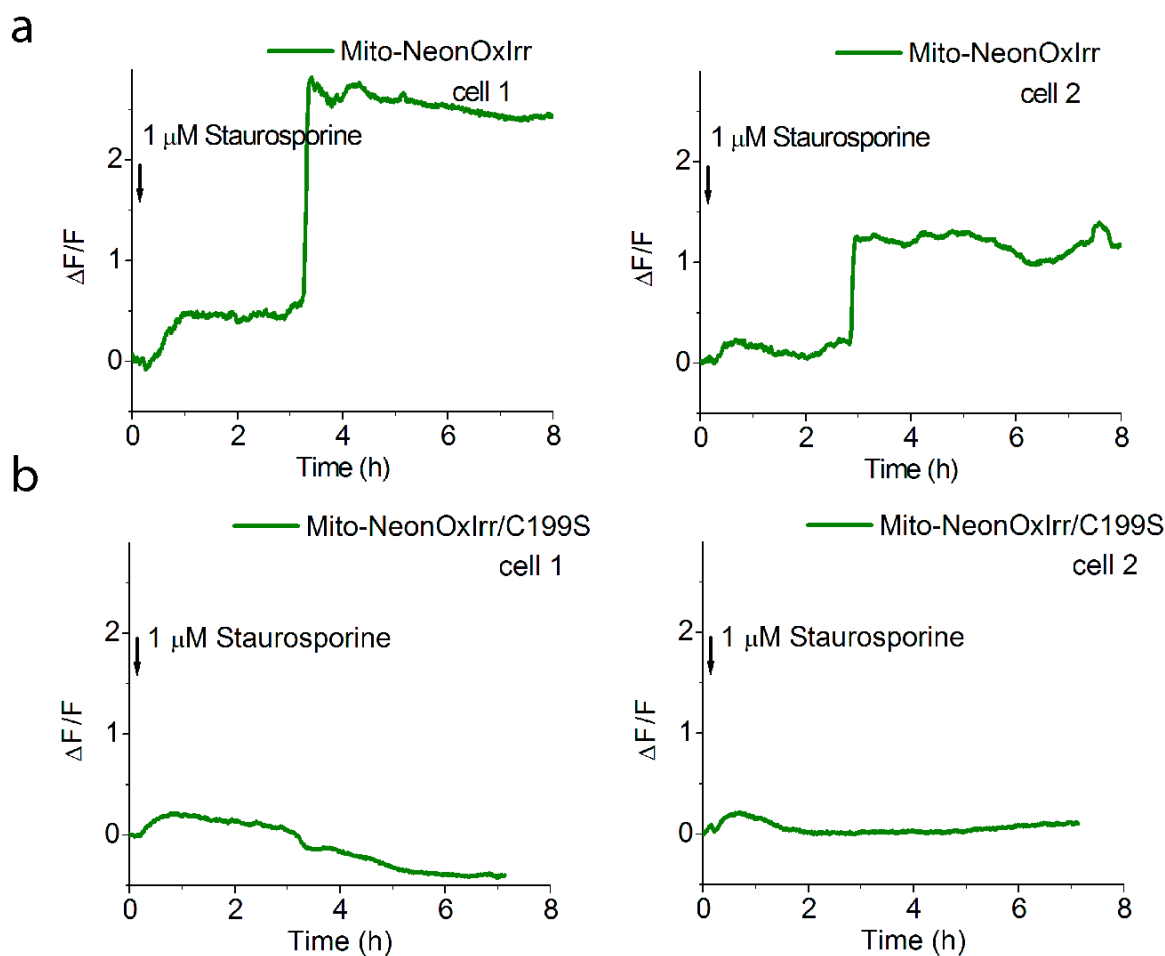 a
Mito-NeonOxIrr
cell 1
1 μM Staurosporine
2
1
0
ΔF/F
0 2 4 6 8
Time (h)
Mito-NeonOxIrr
cell 2
1 μM Staurosporine
2
1
0
ΔF/F
0 2 4 6 8
Time (h)
b
Mito-NeonOxIrr/C199S
cell 1
1 μM Staurosporine
2
1
0
ΔF/F
0 2 4 6 8
Time (h)
Mito-NeonOxIrr/C199S
cell 2
1 μM Staurosporine
2
1
0
ΔF/F
0 2 4 6 8
Time (h)